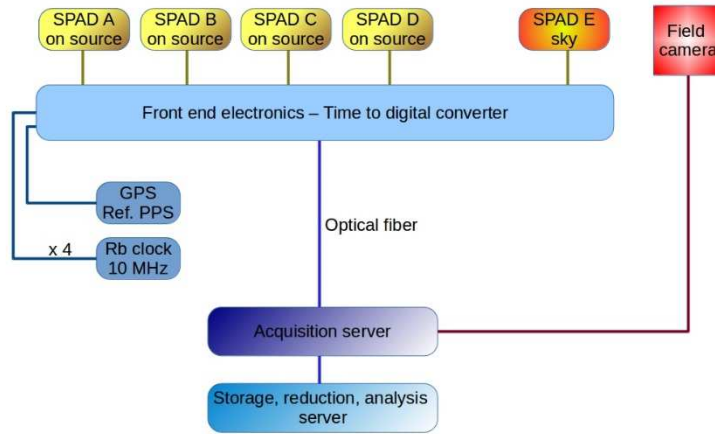 SPAD A
on source
SPAD B
on source
SPAD C
on source
SPAD D
on source
SPAD E
sky
Field
camera
Front end electronics – Time to digital converter
GPS
Ref. PPS
Optical fiber
x 4
Rb clock
10 MHz
Acquisition server
Storage, reduction, analysis
server